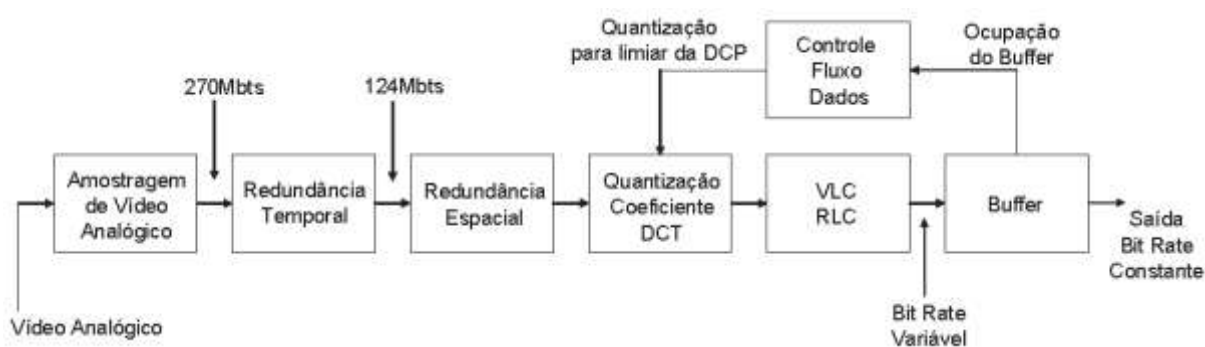 Quantização
para limiar da DCP
Controle
Fluxo
Dados
Ocupação
do Buffer
270Mbts
124Mbts
Amostragem
de Vídeo
Analógico
Redundância
Temporal
Redundância
Espacial
Quantização
Coeficiente
DCT
VLC
RLC
Buffer
Saída
Bit Rate
Constante
Vídeo Analógico
Bit Rate
Variável